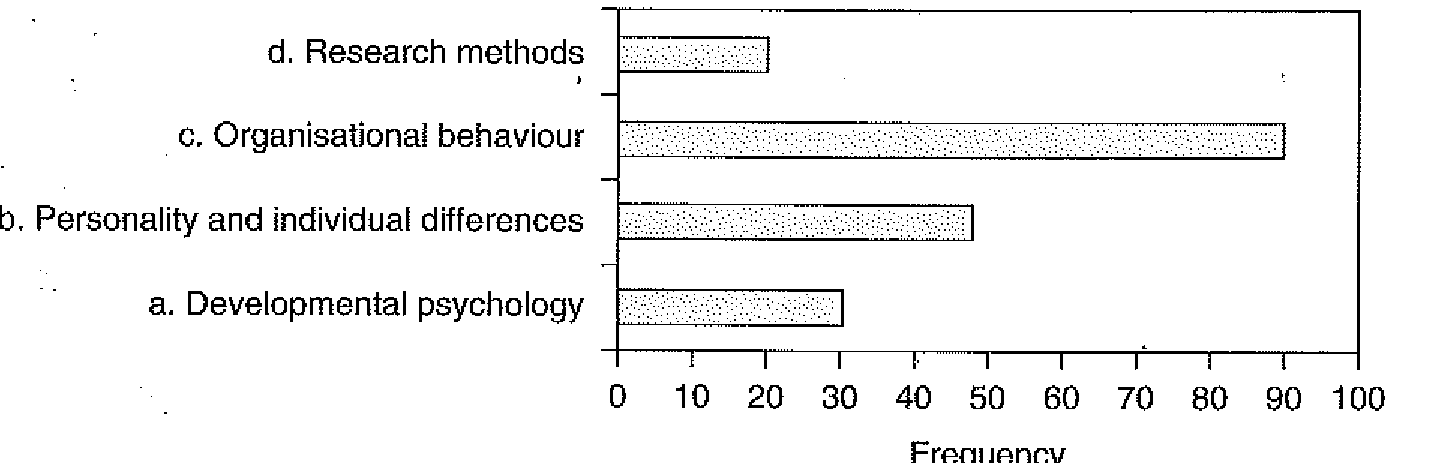 d. Research methods
c. Organisational behaviour
b. Personality and individual differences
a. Developmental psychology
0 10 20 30 40 50 60 70 80 90 100
Frequency